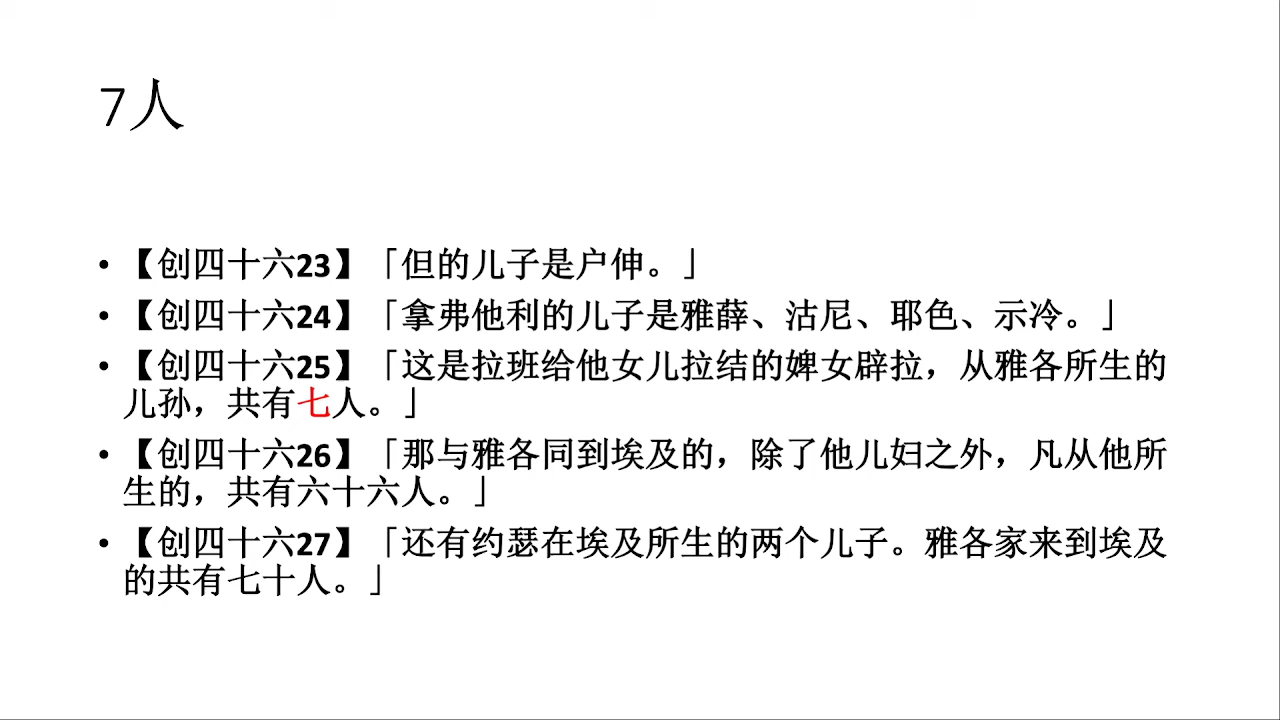 7人
• 【创四十六23】「但的儿子是户伸。」
• 【创四十六24】「拿弗他利的儿子是雅薛、沽尼、耶色、示冷。」
• 【创四十六25】「这是拉班给他女儿拉结的婢女辟拉，从雅各所生的
儿孙，共有七人。」
• 【创四十六26】「那与雅各同到埃及的，除了他儿妇之外，凡从他所
生的，共有六十六人。」
• 【创四十六27】「还有约瑟在埃及所生的两个儿子。雅各家来到埃及
的共有七十人。」